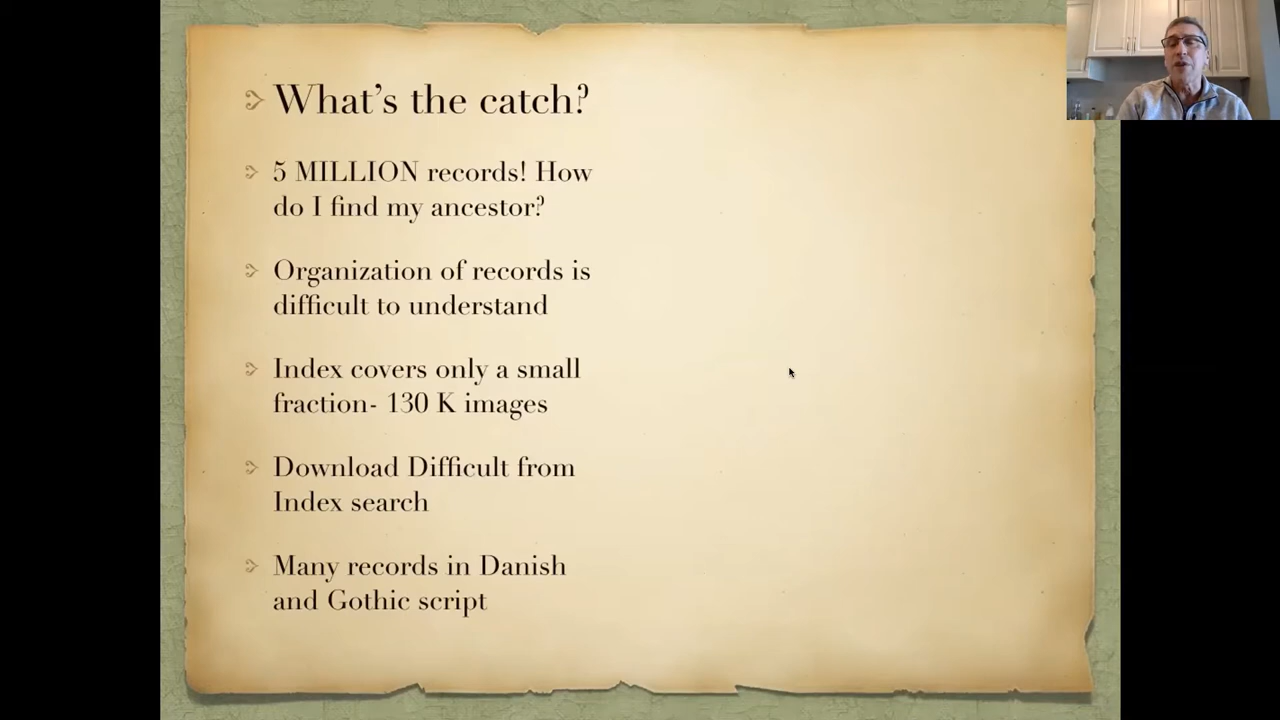 What's the catch?
5 MILLION records! How
do I find my ancestor?
Organization of records is
difficult to understand
Index covers only a small
fraction- 130 K images
Download Difficult from
Index search
Many records in Danish
and Gothic script